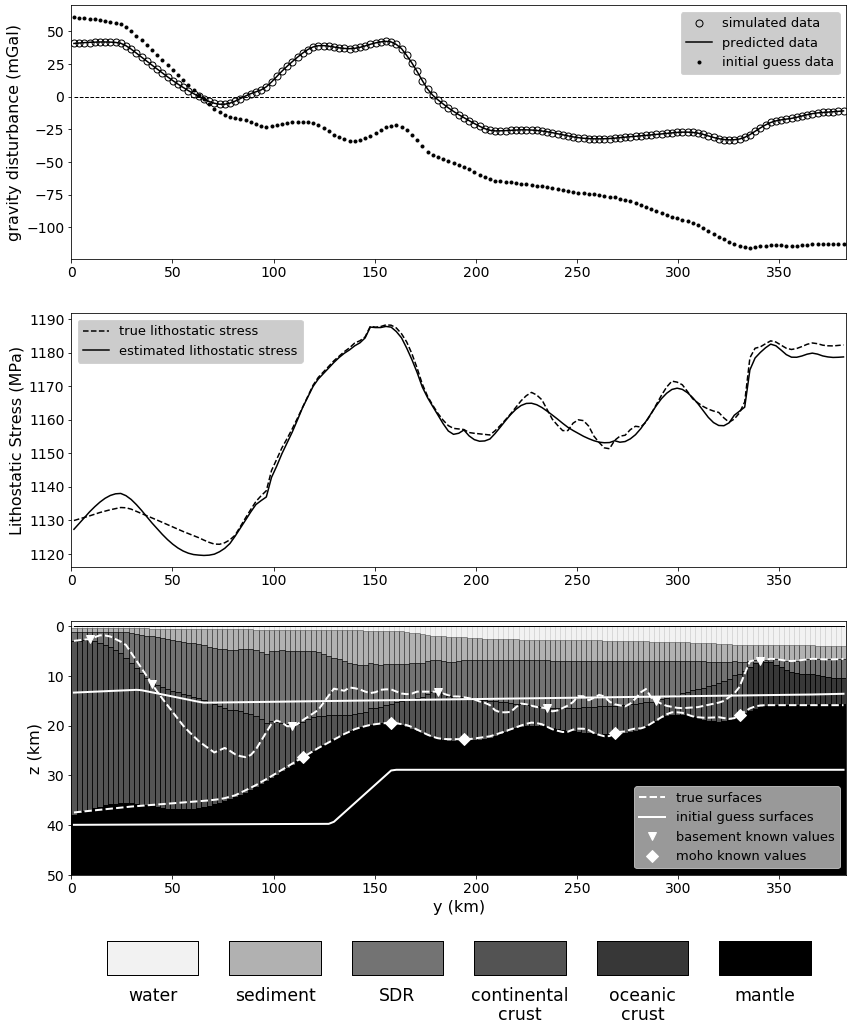 gravity disturbance (mGal)
50
25
0
−25
−50
−75
−100
simulated data
predicted data
initial guess data
0 50 100 150 200 250 300 350
Lithostatic Stress (MPa)
1190
1180
1170
1160
1150
1140
1130
1120
true lithostatic stress
estimated lithostatic stress
0 50 100 150 200 250 300 350
z (km)
0
10
20
30
40
50
true surfaces
initial guess surfaces
basement known values
moho known values
0 50 100 150 200 250 300 350
y (km)
water sediment SDR continental oceanic mantle
crust crust